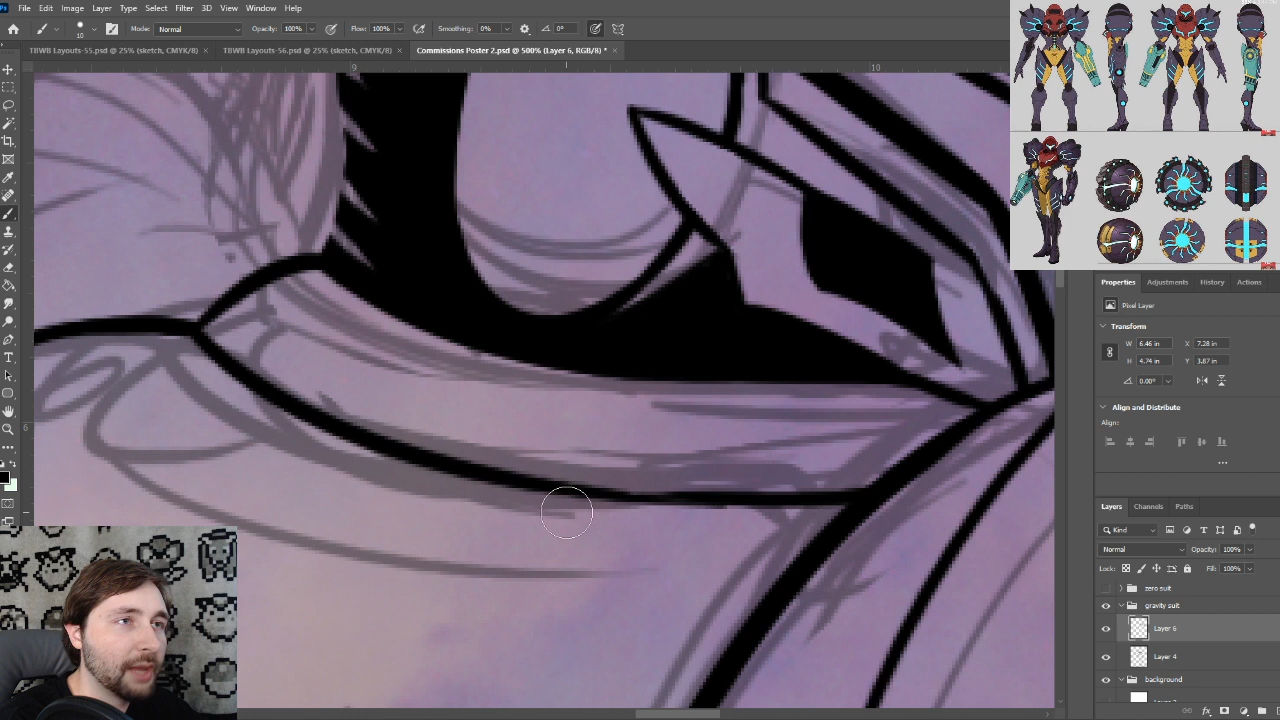 File Edit Image Layer Type Select Filter 3D View Window Help
10 Mode: Normal Opacity: 100% Flow: 100% Smoothing: 0% 0°
TBWB Layouts-55.psd @ 25% (sketch, CMYK/8) × TBWB Layouts-56.psd @ 25% (sketch, CMYK/8) × Commissions Poster 2.psd @ 500% (Layer 6, RGB/8) * ×
9 10
6
Properties Adjustments History Actions
Pixel Layer
Transform
W 6.46 in X 7.28 in
H 4.74 in Y 3.87 in
0.00°
Align and Distribute
Align:
...
Layers Channels Paths
Kind
Normal Opacity: 100%
Lock: Fill: 100%
zero suit
gravity suit
Layer 6
Layer 4
background